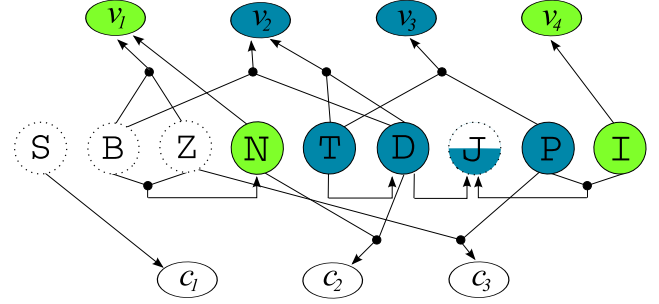 v₁ v₂ v₃ v₄
S B Z N T D J P I
c₁ c₂ c₃